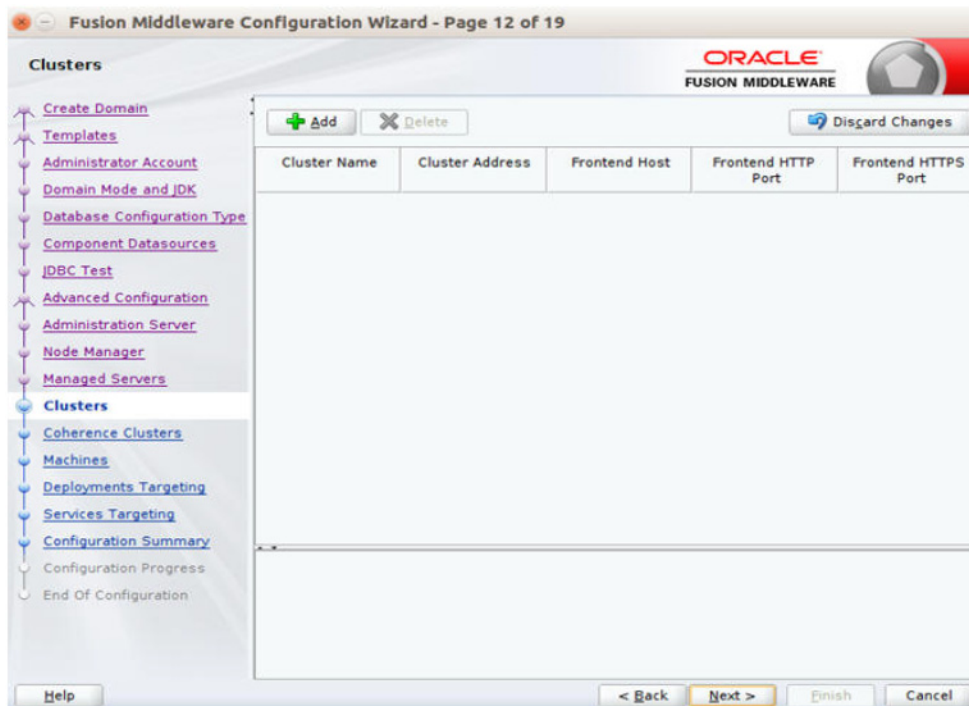 Fusion Middleware Configuration Wizard - Page 12 of 19
Clusters
ORACLE
FUSION MIDDLEWARE
Create Domain
Templates
Administrator Account
Domain Mode and JDK
Database Configuration Type
Component Datasources
JDBC Test
Advanced Configuration
Administration Server
Node Manager
Managed Servers
Clusters
Coherence Clusters
Machines
Deployments Targeting
Services Targeting
Configuration Summary
Configuration Progress
End Of Configuration
Add Delete Discard Changes
Cluster Name Cluster Address Frontend Host Frontend HTTP Frontend HTTPS
Port Port
Help < Back Next > Finish Cancel